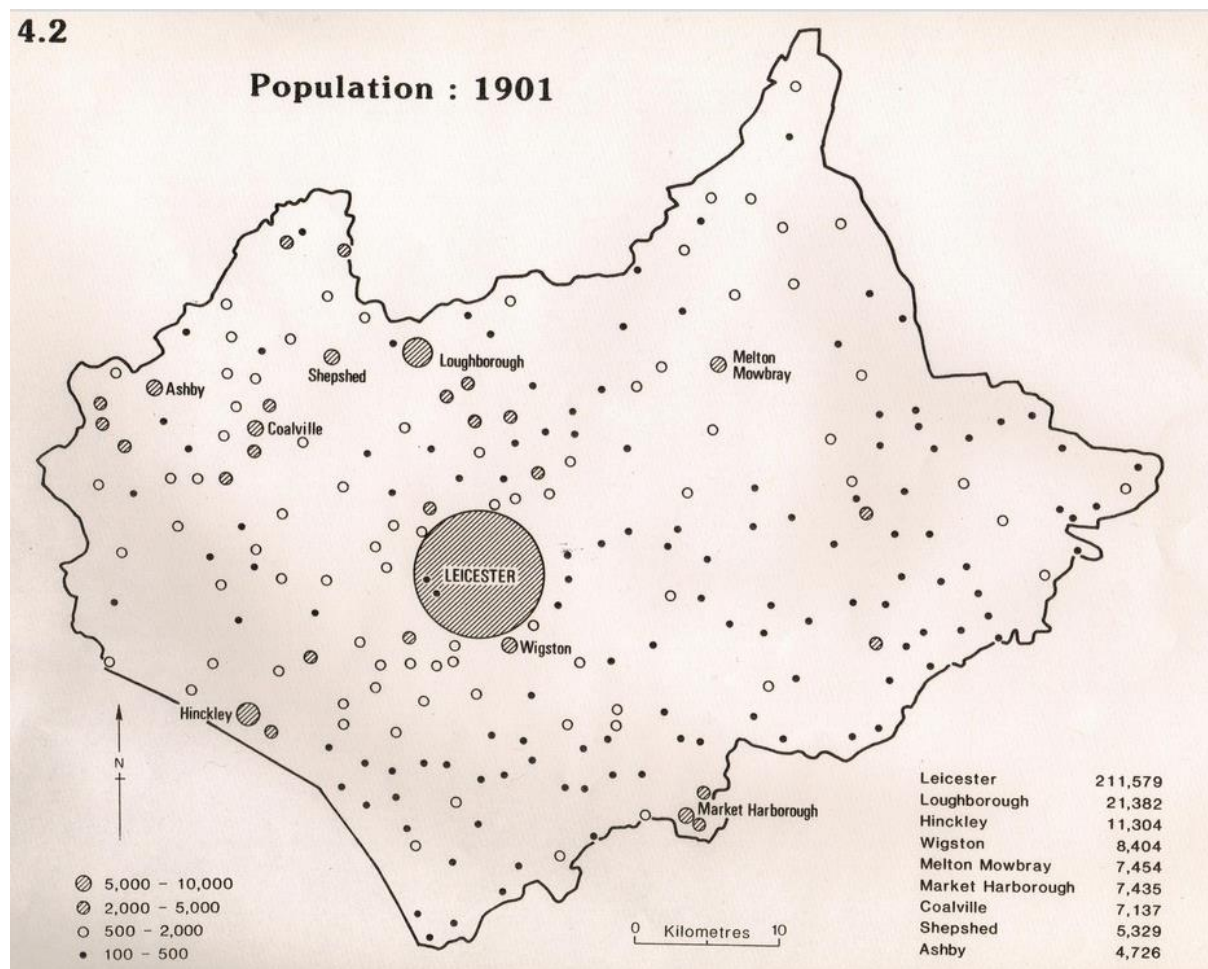 4.2
Population : 1901
Loughborough
Melton
Mowbray
Shepshed
Ashby
Coalville
LEICESTER
Wigston
Hinckley
N
Market Harborough
Leicester 211,579
Loughborough 21,382
Hinckley 11,304
Wigston 8,404
Melton Mowbray 7,454
Market Harborough 7,435
Coalville 7,137
Shepshed 5,329
Ashby 4,726
5,000 - 10,000
2,000 - 5,000
500 - 2,000
100 - 500
0 Kilometres 10